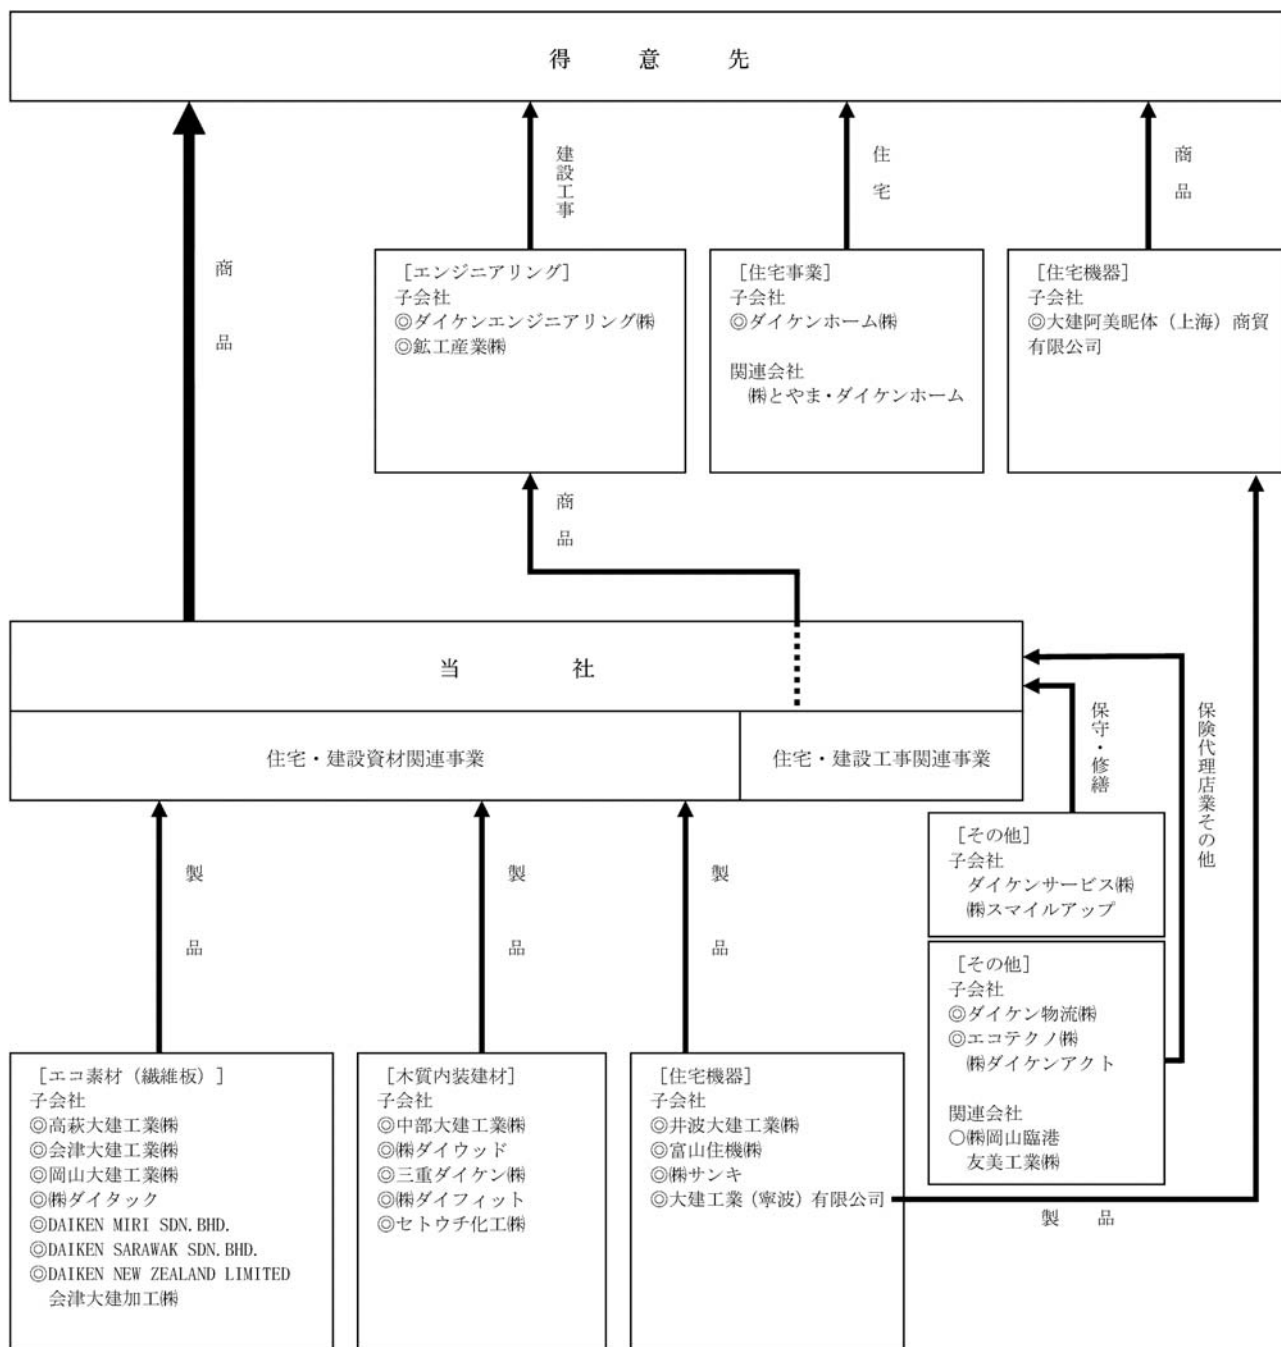 得意先
商品
建設工事
住宅
商品
［エンジニアリング］
子会社
◎ダイケンエンジニアリング㈱
◎鉱工産業㈱
［住宅事業］
子会社
◎ダイケンホーム㈱
関連会社
㈱とやま・ダイケンホーム
［住宅機器］
子会社
◎大建阿美昵体（上海）商貿
有限公司
商品
当社
住宅・建設資材関連事業
住宅・建設工事関連事業
保守・修繕
保険代理店業その他
製品
製品
製品
［その他］
子会社
ダイケンサービス㈱
㈱スマイルアップ
［その他］
子会社
◎ダイケン物流㈱
◎エコテクノ㈱
㈱ダイケンアクト
関連会社
○㈱岡山臨港
友美工業㈱
［エコ素材（繊維板）］
子会社
◎高萩大建工業㈱
◎会津大建工業㈱
◎岡山大建工業㈱
◎㈱ダイタック
◎DAIKEN MIRI SDN.BHD.
◎DAIKEN SARAWAK SDN.BHD.
◎DAIKEN NEW ZEALAND LIMITED
会津大建加工㈱
［木質内装建材］
子会社
◎中部大建工業㈱
◎㈱ダイウッド
◎三重ダイケン㈱
◎㈱ダイフィット
◎セトウチ化工㈱
［住宅機器］
子会社
◎井波大建工業㈱
◎富山住機㈱
◎㈱サンキ
◎大建工業（寧波）有限公司
製品